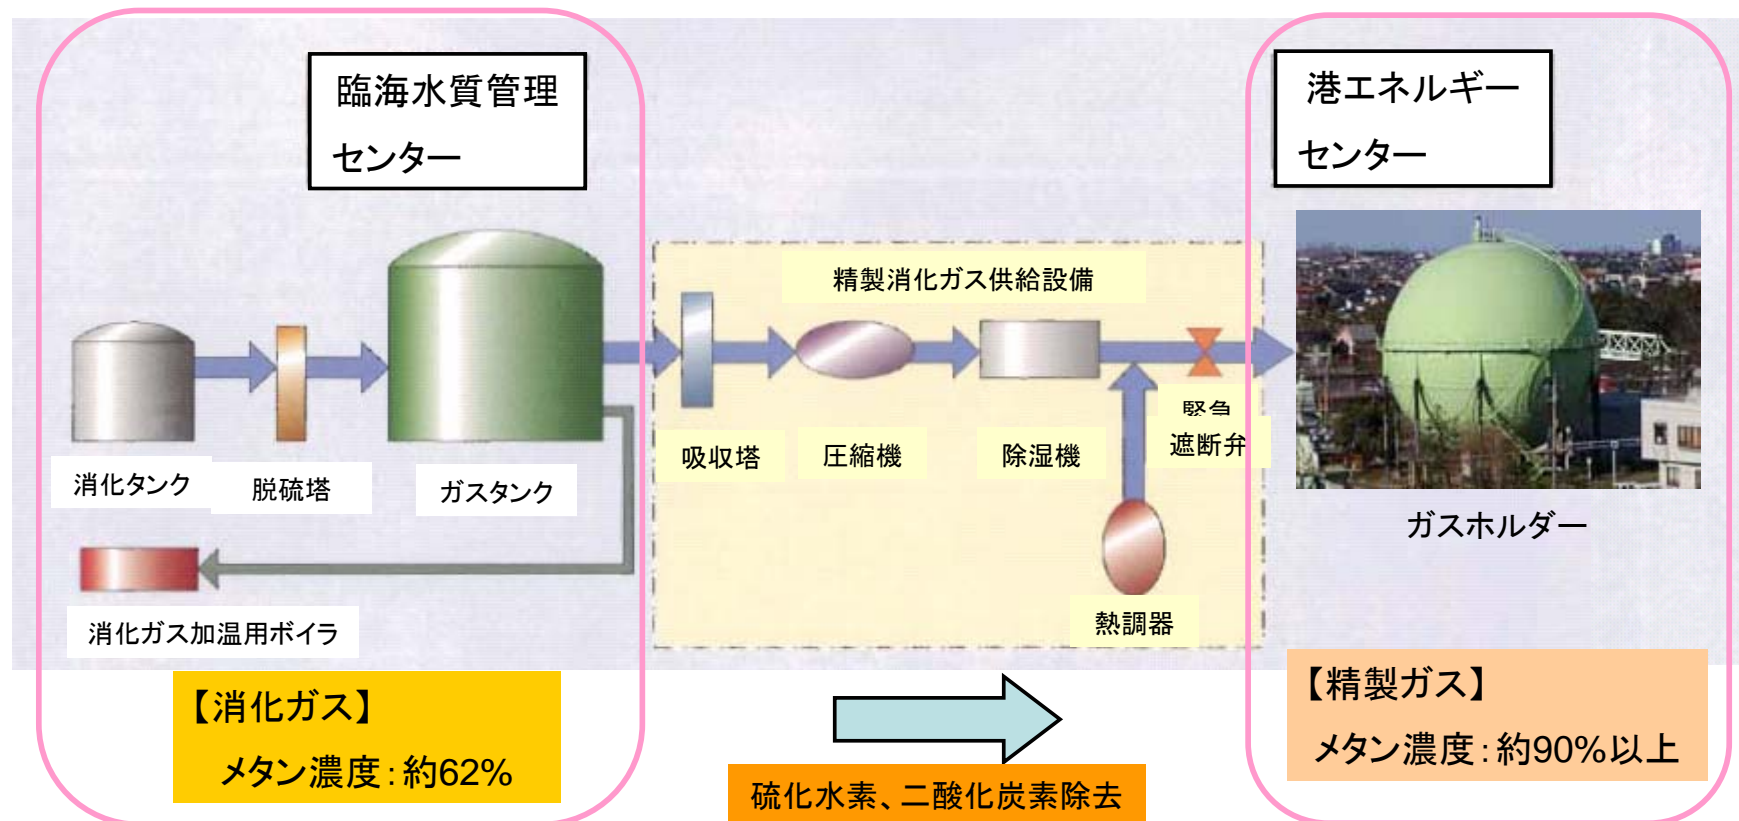 臨海水質管理
センター
港エネルギー
センター
精製消化ガス供給設備
消化タンク
脱硫塔
ガスタンク
吸収塔
圧縮機
除湿機
緊急
遮断弁
ガスホルダー
消化ガス加温用ボイラ
熱調器
【消化ガス】
メタン濃度:約62%
硫化水素、二酸化炭素除去
【精製ガス】
メタン濃度:約90%以上